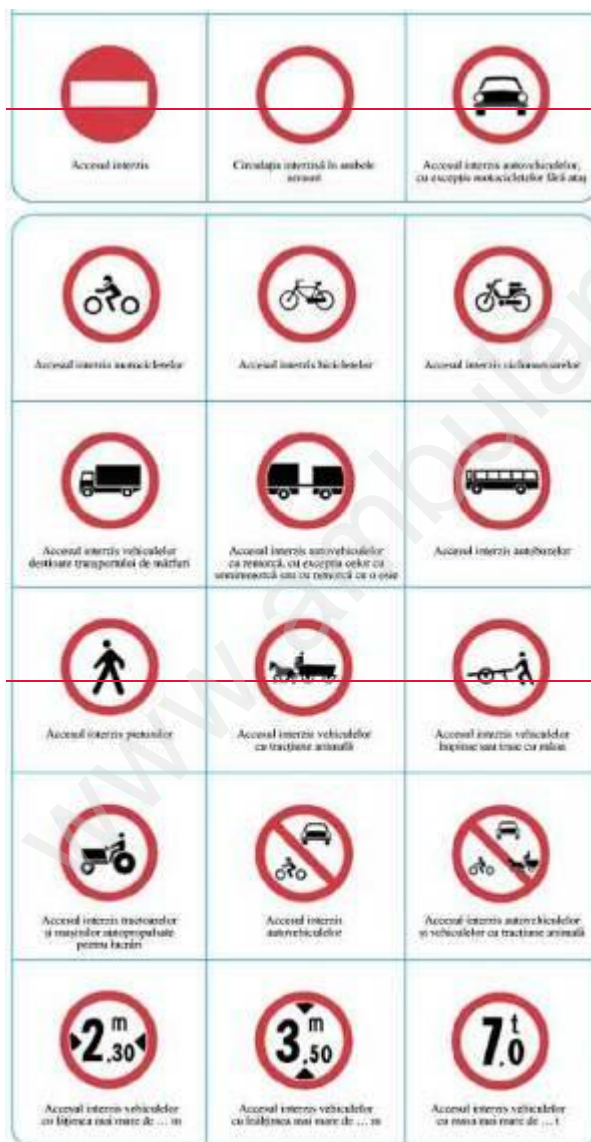 Accesul interzis
Circulația interzisă în ambele
sensuri
Accesul interzis autovehiculelor,
cu excepția motocicletelor fără ataș
Accesul interzis motocicletelor
Accesul interzis bicicletelor
Accesul interzis ciclomotoarelor
Accesul interzis vehiculelor
destinate transportului de mărfuri
Accesul interzis autovehiculelor
cu remorcă, cu excepția celor cu
semiremorcă sau cu remorcă cu o osie
Accesul interzis autobuzelor
Accesul interzis pietonilor
Accesul interzis vehiculelor
cu tracțiune animală
Accesul interzis vehiculelor
împinse sau trase cu mâna
Accesul interzis tractoarelor
și mașinilor autopropulsate
pentru lucrări
Accesul interzis
autovehiculelor
Accesul interzis autovehiculelor
și vehiculelor cu tracțiune animală
2,30 m
Accesul interzis vehiculelor
cu lățimea mai mare de ... m
3,50 m
Accesul interzis vehiculelor
cu înălțimea mai mare de ... m
7,0 t
Accesul interzis vehiculelor
cu masa mai mare de ... t
www.ambulan